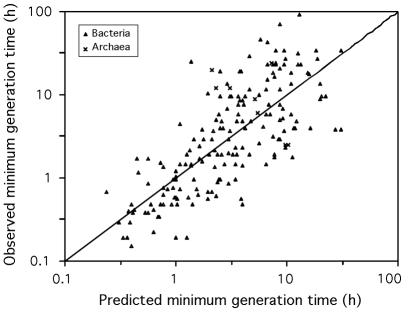 Observed minimum generation time (h)
100
10
1
0.1
Bacteria
Archaea
0.1
1
10
100
Predicted minimum generation time (h)